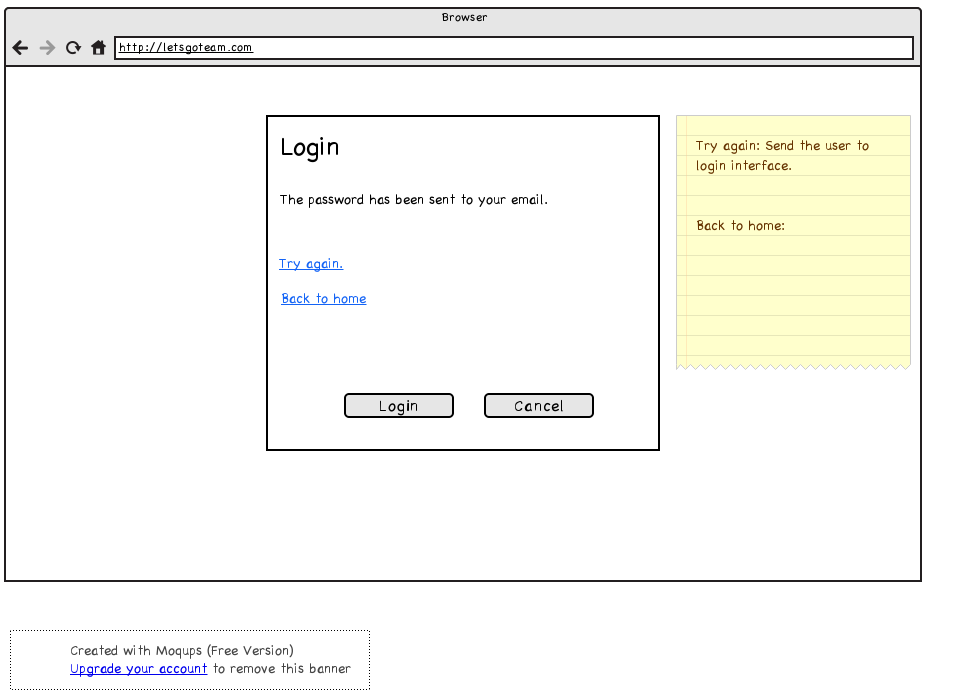 Browser
http://letsgoteam.com
Login
The password has been sent to your email.
Try again.
Back to home
Login
Cancel
Try again: Send the user to
login interface.
Back to home:
Created with Moqups (Free Version)
Upgrade your account to remove this banner